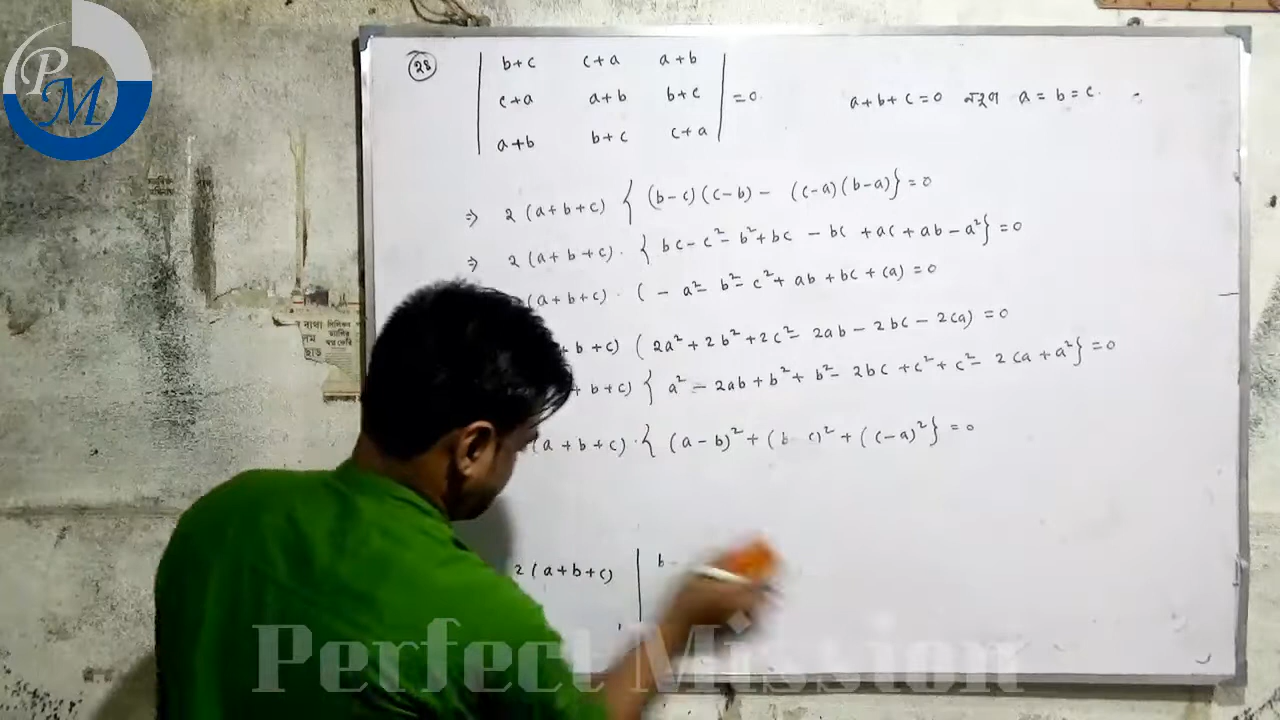 PM
(২৪) | b+c c+a a+b |
| c+a a+b b+c | = 0 a+b+c=0 a=b=c.
| a+b b+c c+a |
⇒ 2(a+b+c) { (b-c)(c-b) - (c-a)(b-a)} = 0
⇒ 2(a+b+c) · { bc-c²-b²+bc - bc +ac+ab-a²} = 0
(a+b+c) · ( -a²-b²-c²+ab+bc+ca) = 0
+b+c) ( 2a²+2b²+2c²-2ab-2bc-2ca) = 0
+b+c) { a²-2ab+b²+b²-2bc+c²+c²-2ca+a²} = 0
(a+b+c) · { (a-b)²+(b c)²+(c-a)²} = 0
2(a+b+c) | b-
Perfect Mission